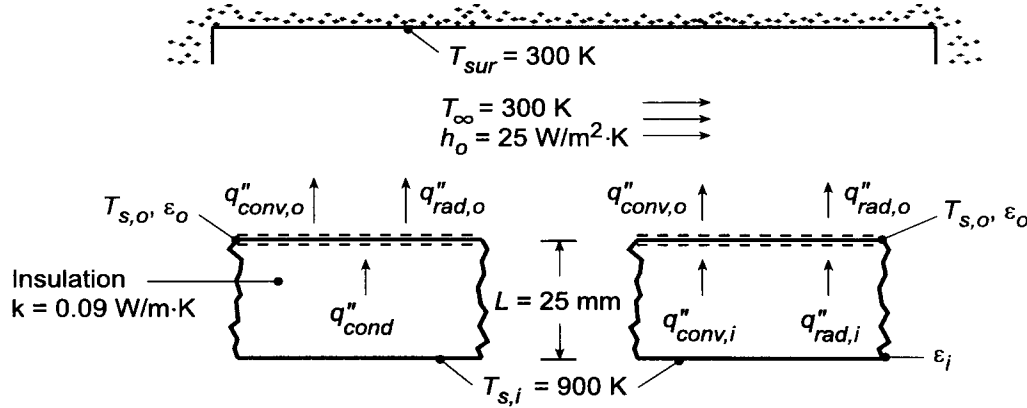 T_sur = 300 K
T_∞ = 300 K
h_o = 25 W/m²·K
q"_conv,o
q"_rad,o
q"_conv,o
q"_rad,o
T_s,o, ε_o
T_s,o, ε_o
Insulation
k = 0.09 W/m·K
q"_cond
L = 25 mm
q"_conv,i
q"_rad,i
T_s,i = 900 K
ε_i